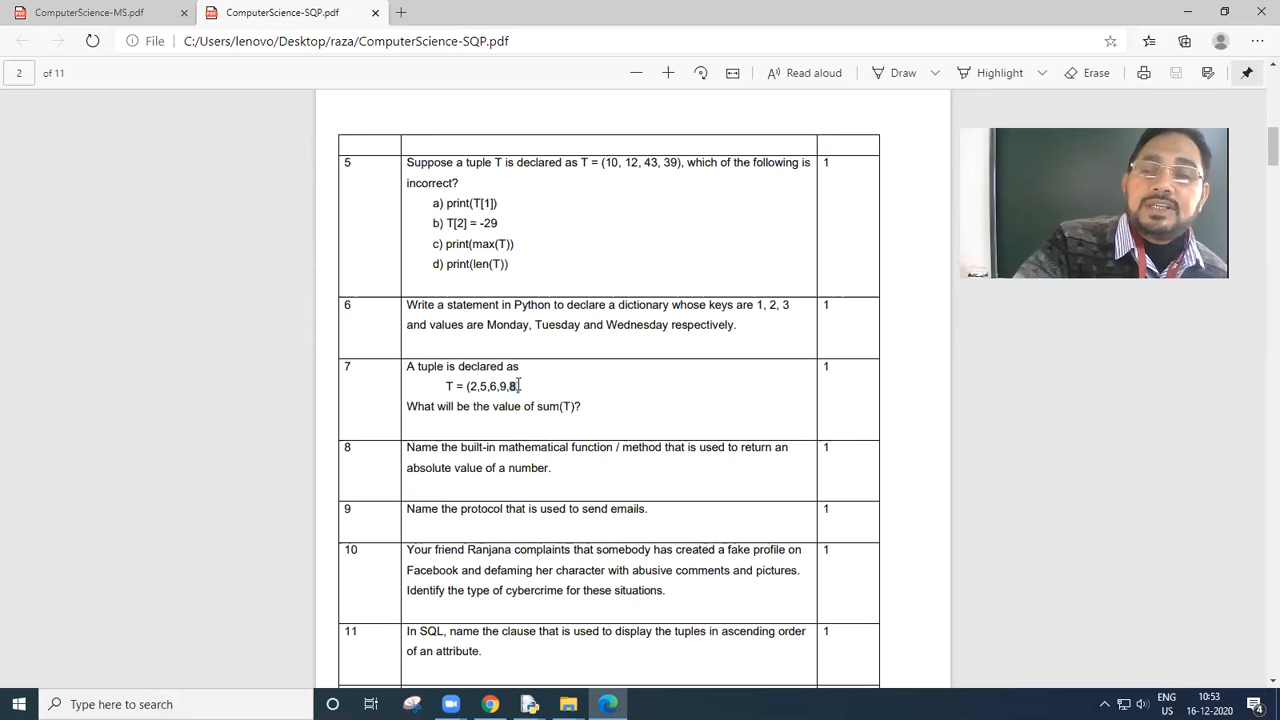 ComputerScience-MS.pdf
ComputerScience-SQP.pdf
File C:/Users/lenovo/Desktop/raza/ComputerScience-SQP.pdf
2 of 11 Read aloud Draw Highlight Erase
5 Suppose a tuple T is declared as T = (10, 12, 43, 39), which of the following is 1
incorrect?
a) print(T[1])
b) T[2] = -29
c) print(max(T))
d) print(len(T))
6 Write a statement in Python to declare a dictionary whose keys are 1, 2, 3 1
and values are Monday, Tuesday and Wednesday respectively.
7 A tuple is declared as 1
T = (2,5,6,9,8
What will be the value of sum(T)?
8 Name the built-in mathematical function / method that is used to return an 1
absolute value of a number.
9 Name the protocol that is used to send emails. 1
10 Your friend Ranjana complaints that somebody has created a fake profile on 1
Facebook and defaming her character with abusive comments and pictures.
Identify the type of cybercrime for these situations.
11 In SQL, name the clause that is used to display the tuples in ascending order 1
of an attribute.
Type here to search
ENG
US
10:53
16-12-2020
4